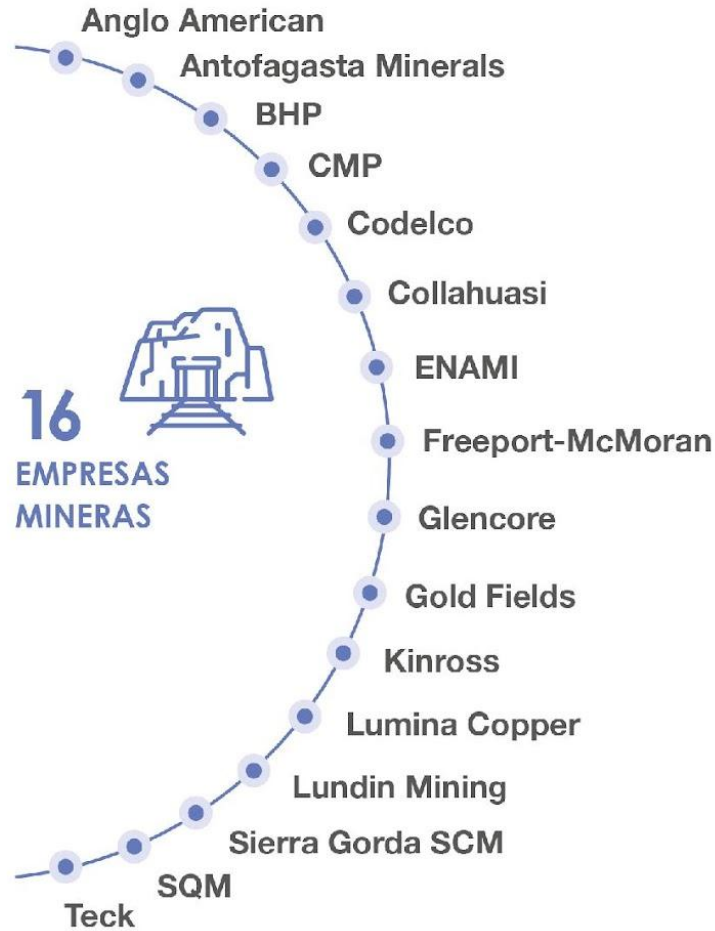 Anglo American
Antofagasta Minerals
BHP
CMP
Codelco
Collahuasi
ENAMI
16
EMPRESAS
MINERAS
Freeport-McMoran
Glencore
Gold Fields
Kinross
Lumina Copper
Lundin Mining
Sierra Gorda SCM
SQM
Teck